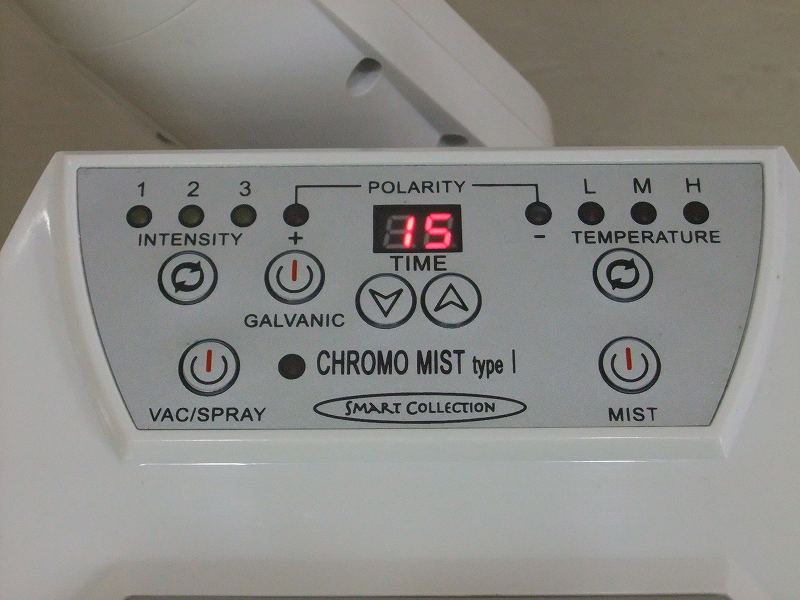 1 2 3 POLARITY L M H
INTENSITY + 15 - TEMPERATURE
TIME
GALVANIC
CHROMO MIST type I
VAC/SPRAY SMART COLLECTION MIST